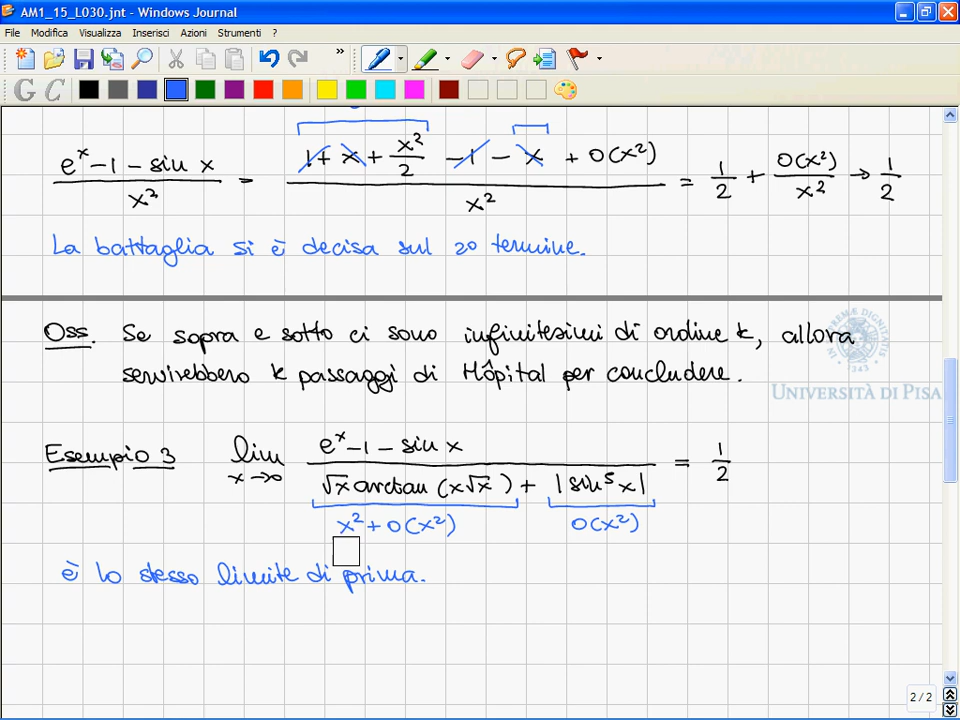 AM1_15_L030.jnt - Windows Journal
File Modifica Visualizza Inserisci Azioni Strumenti ?
e^x - 1 - sin x / x² = 1 + x + x²/2 - 1 - x + o(x²) / x² = 1/2 + o(x²)/x² → 1/2
La battaglia si è decisa sul 2o termine.
Oss. Se sopra e sotto ci sono infinitesimi di ordine k, allora
servirebbero k passaggi di Hôpital per concludere.
UNIVERSITÀ DI PISA
Esempio 3 lim x→0 e^x - 1 - sin x / √x arctan(x√x) + |sin⁵x| = 1/2
x² + o(x²) o(x²)
è lo stesso limite di prima.
2 / 2